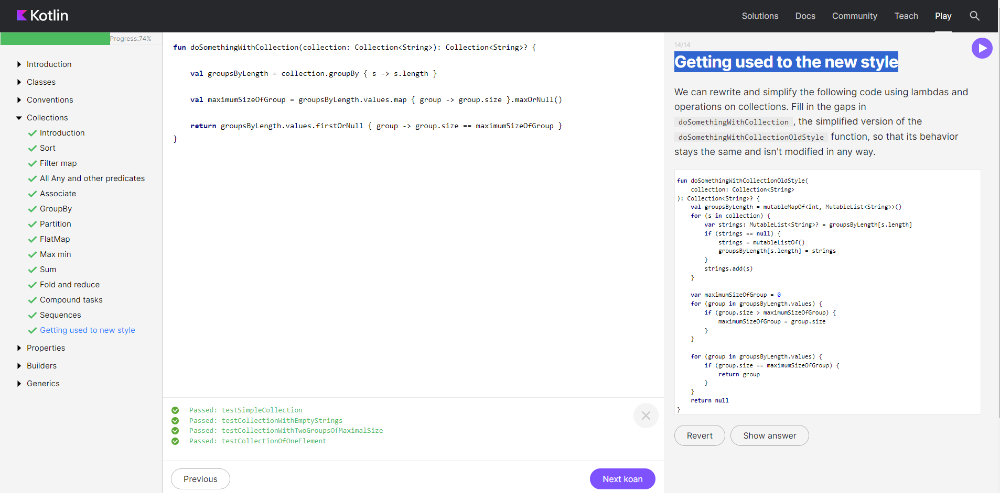 Kotlin
Solutions
Docs
Community
Teach
Play
Progress:74%
Introduction
Classes
Conventions
Collections
Introduction
Sort
Filter map
All Any and other predicates
Associate
GroupBy
Partition
FlatMap
Max min
Sum
Fold and reduce
Compound tasks
Sequences
Getting used to new style
Properties
Builders
Generics
fun doSomethingWithCollection(collection: Collection<String>): Collection<String>? {
    val groupsByLength = collection.groupBy { s -> s.length }
    val maximumSizeOfGroup = groupsByLength.values.map { group -> group.size }.maxOrNull()
    return groupsByLength.values.firstOrNull { group -> group.size == maximumSizeOfGroup }
}
Passed: testSimpleCollection
Passed: testCollectionWithEmptyStrings
Passed: testCollectionWithTwoGroupsOfMaximalSize
Passed: testCollectionOfOneElement
Previous
Next koan
14/14
Getting used to the new style
We can rewrite and simplify the following code using lambdas and
operations on collections. Fill in the gaps in
doSomethingWithCollection , the simplified version of the
doSomethingWithCollectionOldStyle function, so that its behavior
stays the same and isn't modified in any way.
fun doSomethingWithCollectionOldStyle(
    collection: Collection<String>
): Collection<String>? {
    val groupsByLength = mutableMapOf<Int, MutableList<String>>()
    for (s in collection) {
        var strings: MutableList<String>? = groupsByLength[s.length]
        if (strings == null) {
            strings = mutableListOf()
            groupsByLength[s.length] = strings
        }
        strings.add(s)
    }
    var maximumSizeOfGroup = 0
    for (group in groupsByLength.values) {
        if (group.size > maximumSizeOfGroup) {
            maximumSizeOfGroup = group.size
        }
    }
    for (group in groupsByLength.values) {
        if (group.size == maximumSizeOfGroup) {
            return group
        }
    }
    return null
}
Revert
Show answer